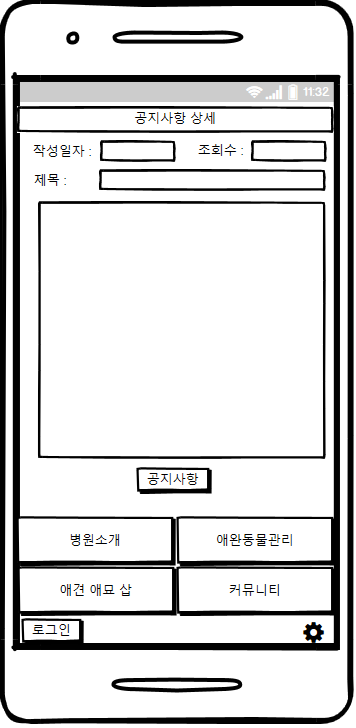 11:32
공지사항 상세
작성일자 : 조회수 :
제목 :
공지사항
병원소개 애완동물관리
애견 애묘 삽 커뮤니티
로그인